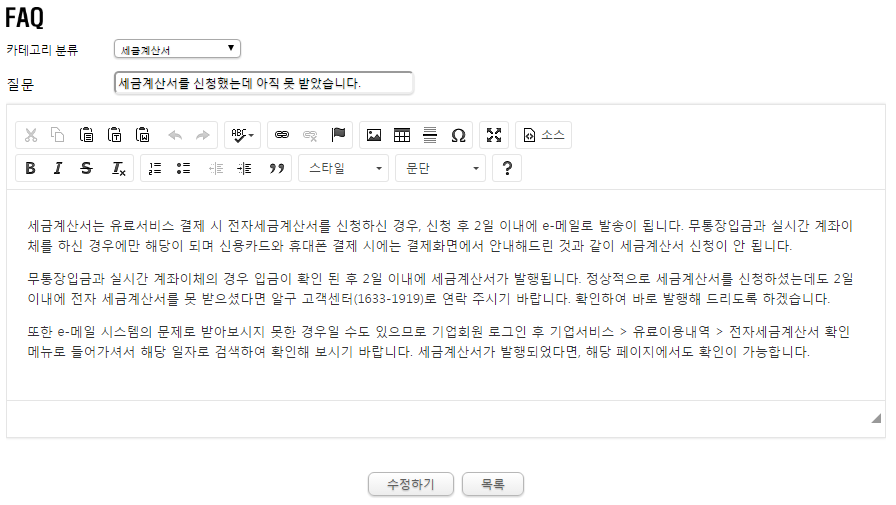 FAQ
카테고리 분류 세금계산서
질문 세금계산서를 신청했는데 아직 못 받았습니다.
소스
스타일 문단
세금계산서는 유료서비스 결제 시 전자세금계산서를 신청하신 경우, 신청 후 2일 이내에 e-메일로 발송이 됩니다. 무통장입금과 실시간 계좌이
체를 하신 경우에만 해당이 되며 신용카드와 휴대폰 결제 시에는 결제화면에서 안내해드린 것과 같이 세금계산서 신청이 안 됩니다.
무통장입금과 실시간 계좌이체의 경우 입금이 확인 된 후 2일 이내에 세금계산서가 발행됩니다. 정상적으로 세금계산서를 신청하셨는데도 2일
이내에 전자 세금계산서를 못 받으셨다면 알구 고객센터(1633-1919)로 연락 주시기 바랍니다. 확인하여 바로 발행해 드리도록 하겠습니다.
또한 e-메일 시스템의 문제로 받아보시지 못한 경우일 수도 있으므로 기업회원 로그인 후 기업서비스 > 유료이용내역 > 전자세금계산서 확인
메뉴로 들어가셔서 해당 일자로 검색하여 확인해 보시기 바랍니다. 세금계산서가 발행되었다면, 해당 페이지에서도 확인이 가능합니다.
수정하기 목록